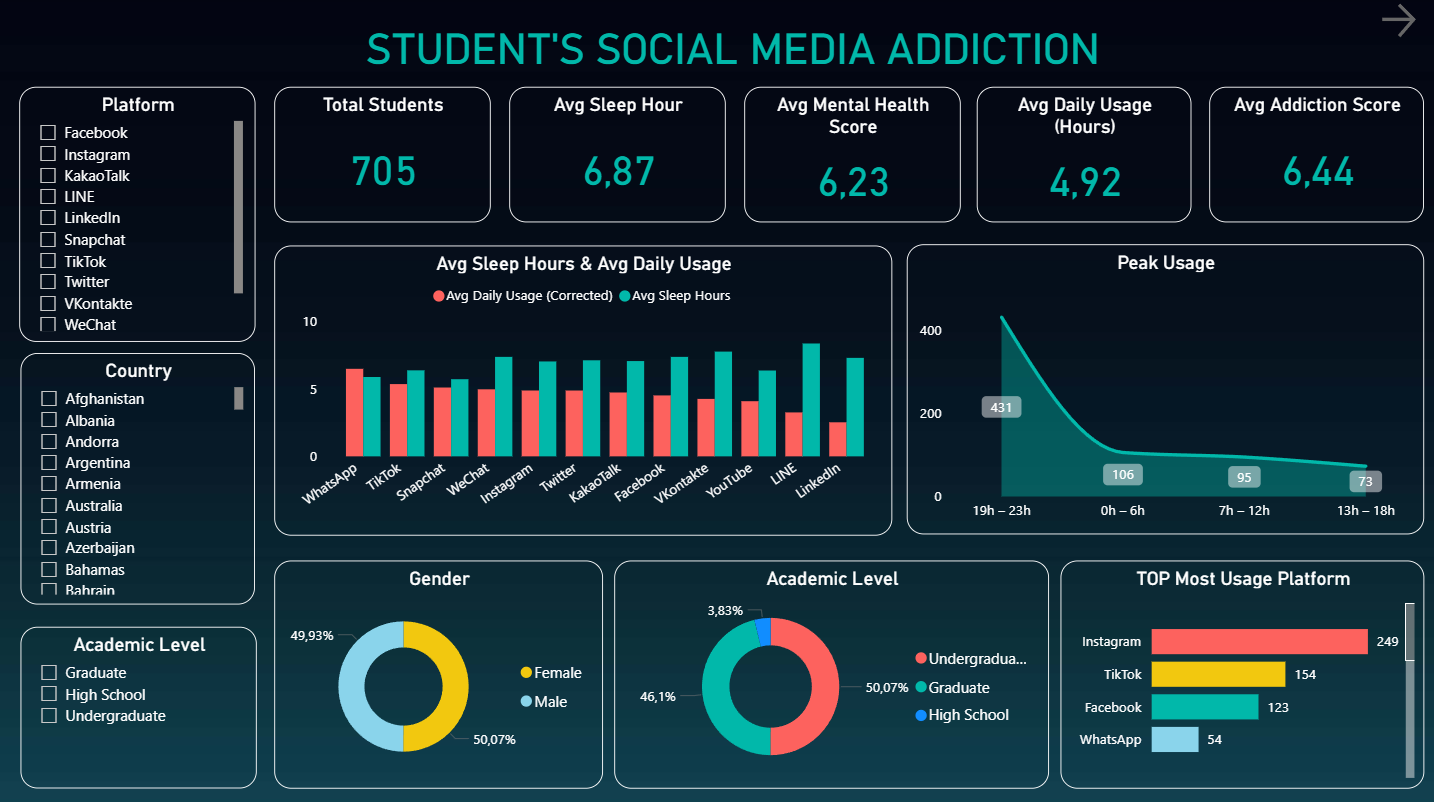 STUDENT'S SOCIAL MEDIA ADDICTION
Platform
Facebook
Instagram
KakaoTalk
LINE
LinkedIn
Snapchat
TikTok
Twitter
VKontakte
WeChat
Country
Afghanistan
Albania
Andorra
Argentina
Armenia
Australia
Austria
Azerbaijan
Bahamas
Bahrain
Academic Level
Graduate
High School
Undergraduate
Total Students
705
Avg Sleep Hour
6,87
Avg Mental Health
Score
6,23
Avg Daily Usage
(Hours)
4,92
Avg Addiction Score
6,44
Avg Sleep Hours & Avg Daily Usage
Avg Daily Usage (Corrected) Avg Sleep Hours
10
5
0
WhatsApp
TikTok
Snapchat
WeChat
Instagram
Twitter
KakaoTalk
Facebook
VKontakte
YouTube
LINE
LinkedIn
Peak Usage
400
200
0
431
106
95
73
19h – 23h
0h – 6h
7h – 12h
13h – 18h
Gender
49,93%
50,07%
Female
Male
Academic Level
3,83%
46,1%
50,07%
Undergradua...
Graduate
High School
TOP Most Usage Platform
Instagram 249
TikTok 154
Facebook 123
WhatsApp 54